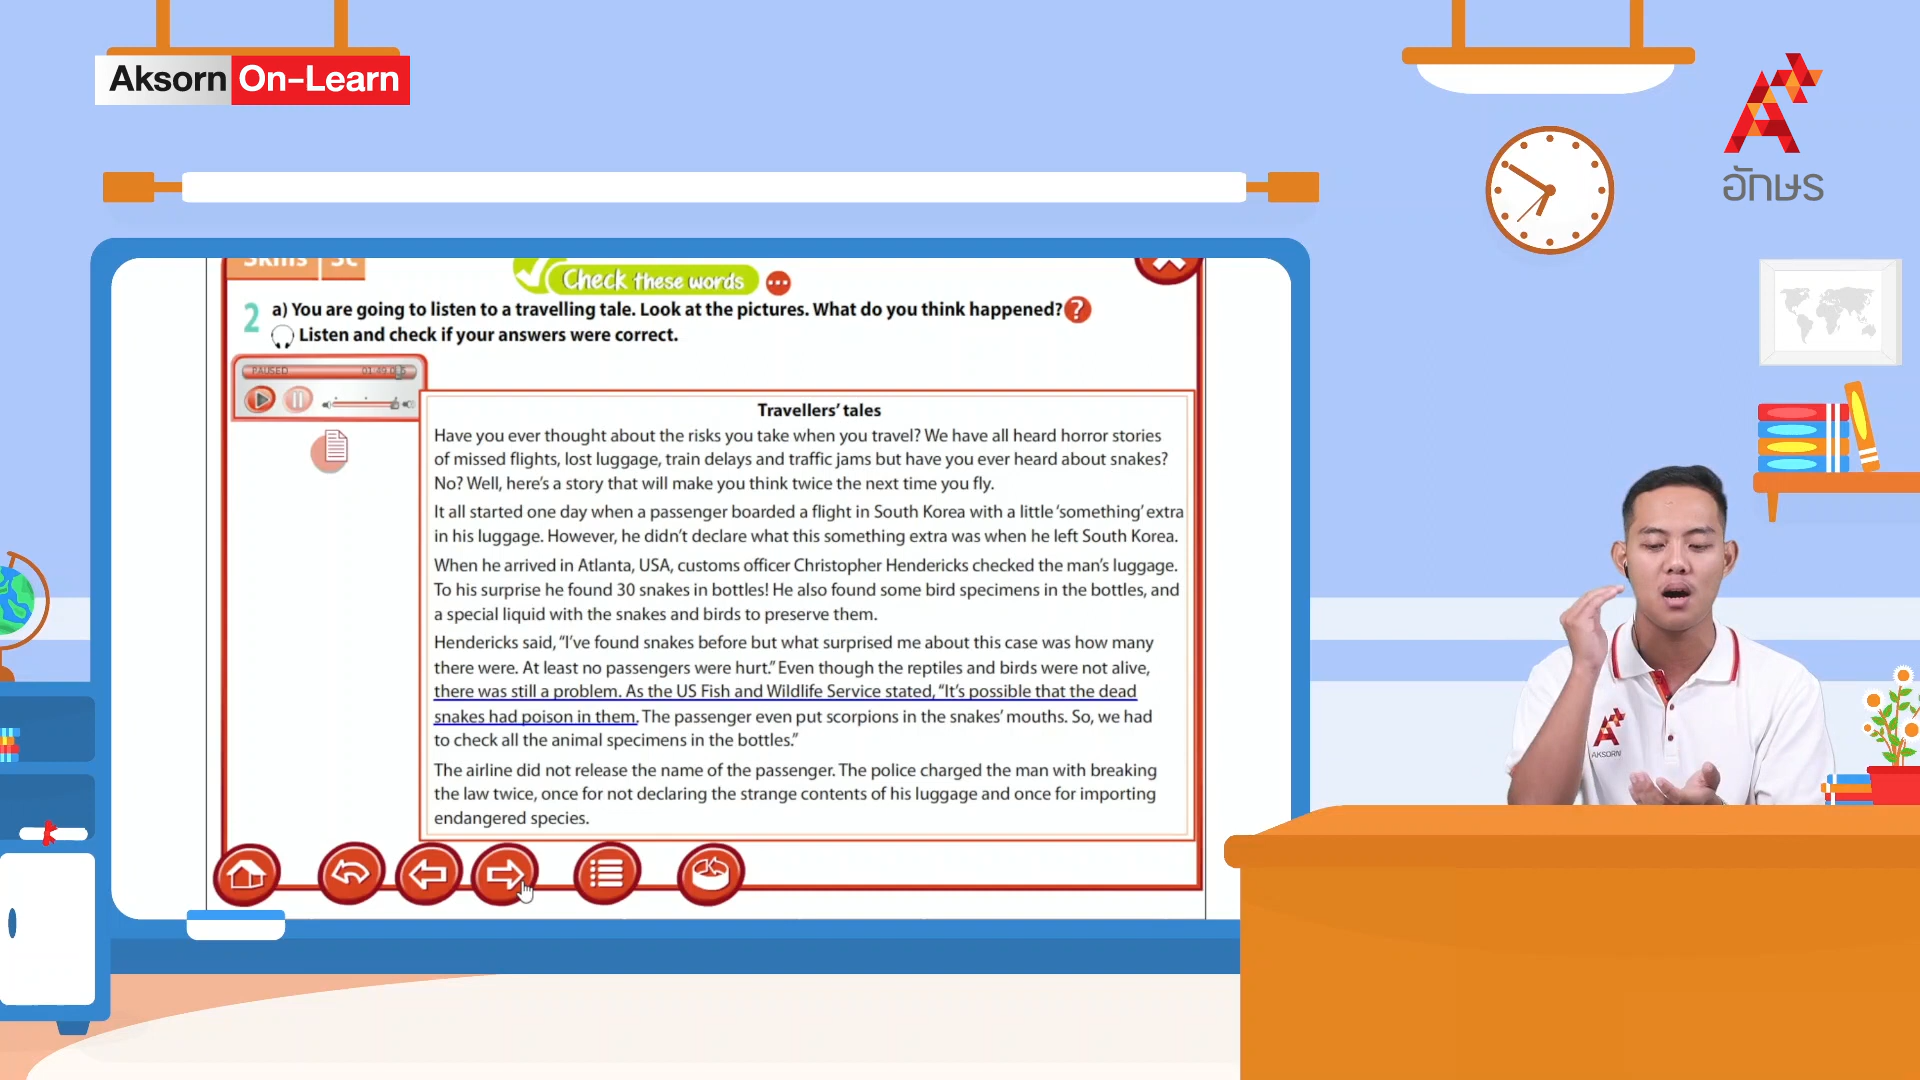 Aksorn On-Learn
อักษร
Skills 5c
Check these words
2 a) You are going to listen to a travelling tale. Look at the pictures. What do you think happened? ?
Listen and check if your answers were correct.
PAUSED
Travellers' tales
Have you ever thought about the risks you take when you travel? We have all heard horror stories
of missed flights, lost luggage, train delays and traffic jams but have you ever heard about snakes?
No? Well, here's a story that will make you think twice the next time you fly.
It all started one day when a passenger boarded a flight in South Korea with a little 'something' extra
in his luggage. However, he didn't declare what this something extra was when he left South Korea.
When he arrived in Atlanta, USA, customs officer Christopher Hendericks checked the man's luggage.
To his surprise he found 30 snakes in bottles! He also found some bird specimens in the bottles, and
a special liquid with the snakes and birds to preserve them.
Hendericks said, "I've found snakes before but what surprised me about this case was how many
there were. At least no passengers were hurt." Even though the reptiles and birds were not alive,
there was still a problem. As the US Fish and Wildlife Service stated, "It's possible that the dead
snakes had poison in them. The passenger even put scorpions in the snakes' mouths. So, we had
to check all the animal specimens in the bottles."
The airline did not release the name of the passenger. The police charged the man with breaking
the law twice, once for not declaring the strange contents of his luggage and once for importing
endangered species.
AKSORN